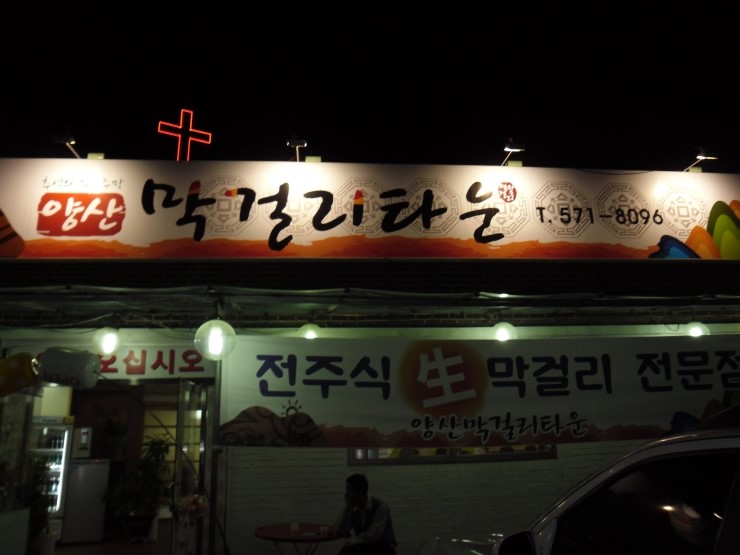 양산 막걸리타운 T. 571-8096
오십시오
전주식 生 막걸리 전문점
양산막걸리타운